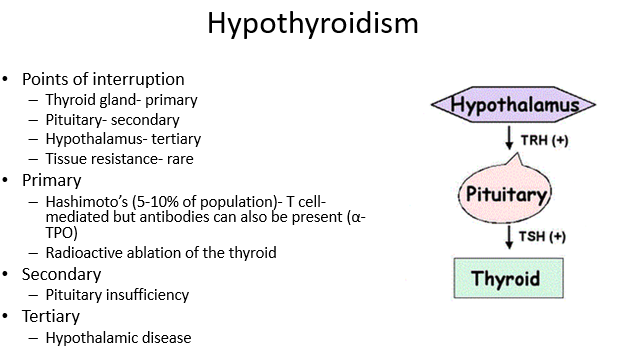 Hypothyroidism
• Points of interruption
– Thyroid gland- primary
– Pituitary- secondary
– Hypothalamus- tertiary
– Tissue resistance- rare
• Primary
– Hashimoto’s (5-10% of population)- T cell-
mediated but antibodies can also be present (α-
TPO)
– Radioactive ablation of the thyroid
• Secondary
– Pituitary insufficiency
• Tertiary
– Hypothalamic disease
Hypothalamus
TRH (+)
Pituitary
TSH (+)
Thyroid